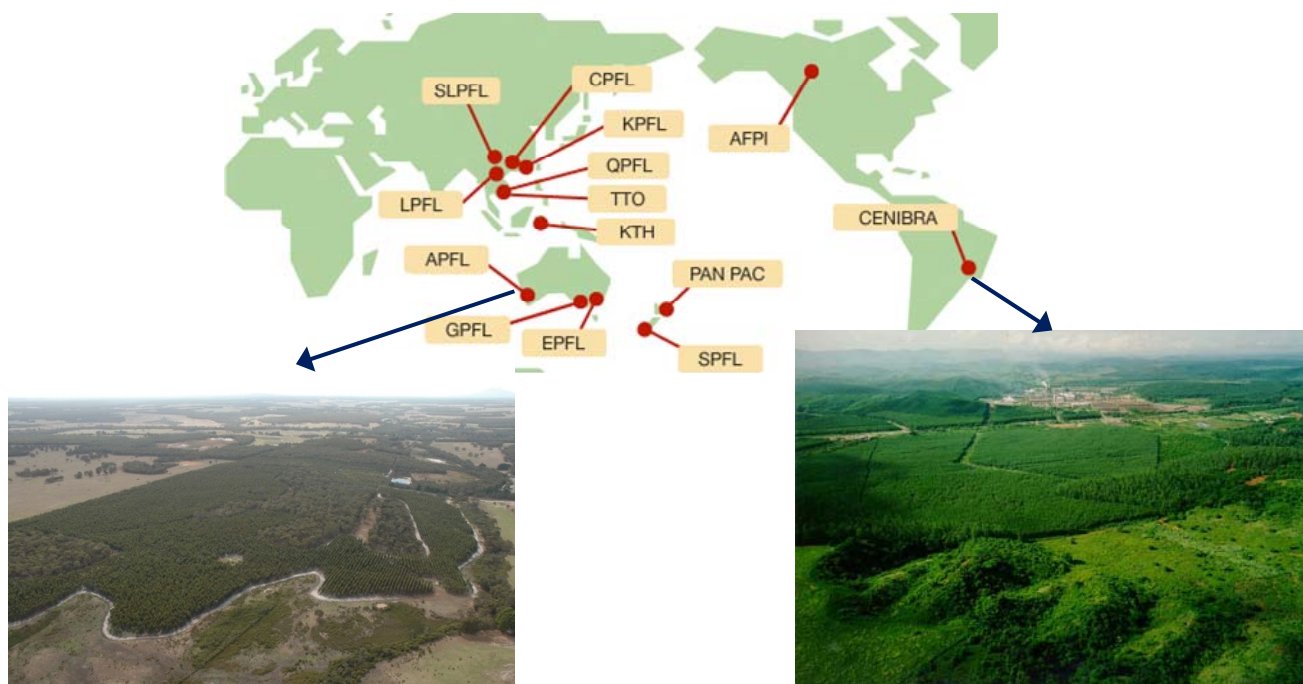 CPFL
SLPFL
KPFL
AFPI
QPFL
TTO
LPFL
CENIBRA
KTH
APFL
PAN PAC
GPFL
EPFL
SPFL